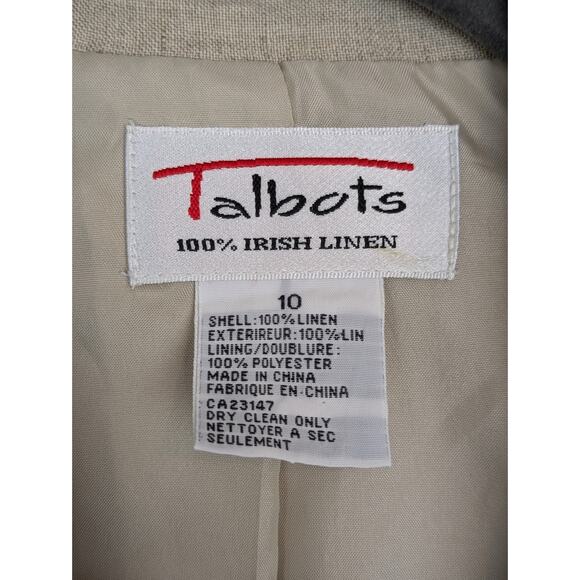 Talbots
100% IRISH LINEN
10
SHELL:100%LINEN
EXTERIREUR:100%LIN
LINING/DOUBLURE:
100% POLYESTER
MADE IN CHINA
FABRIQUE EN-CHINA
CA23147
DRY CLEAN ONLY
NETTOYER A SEC
SEULEMENT